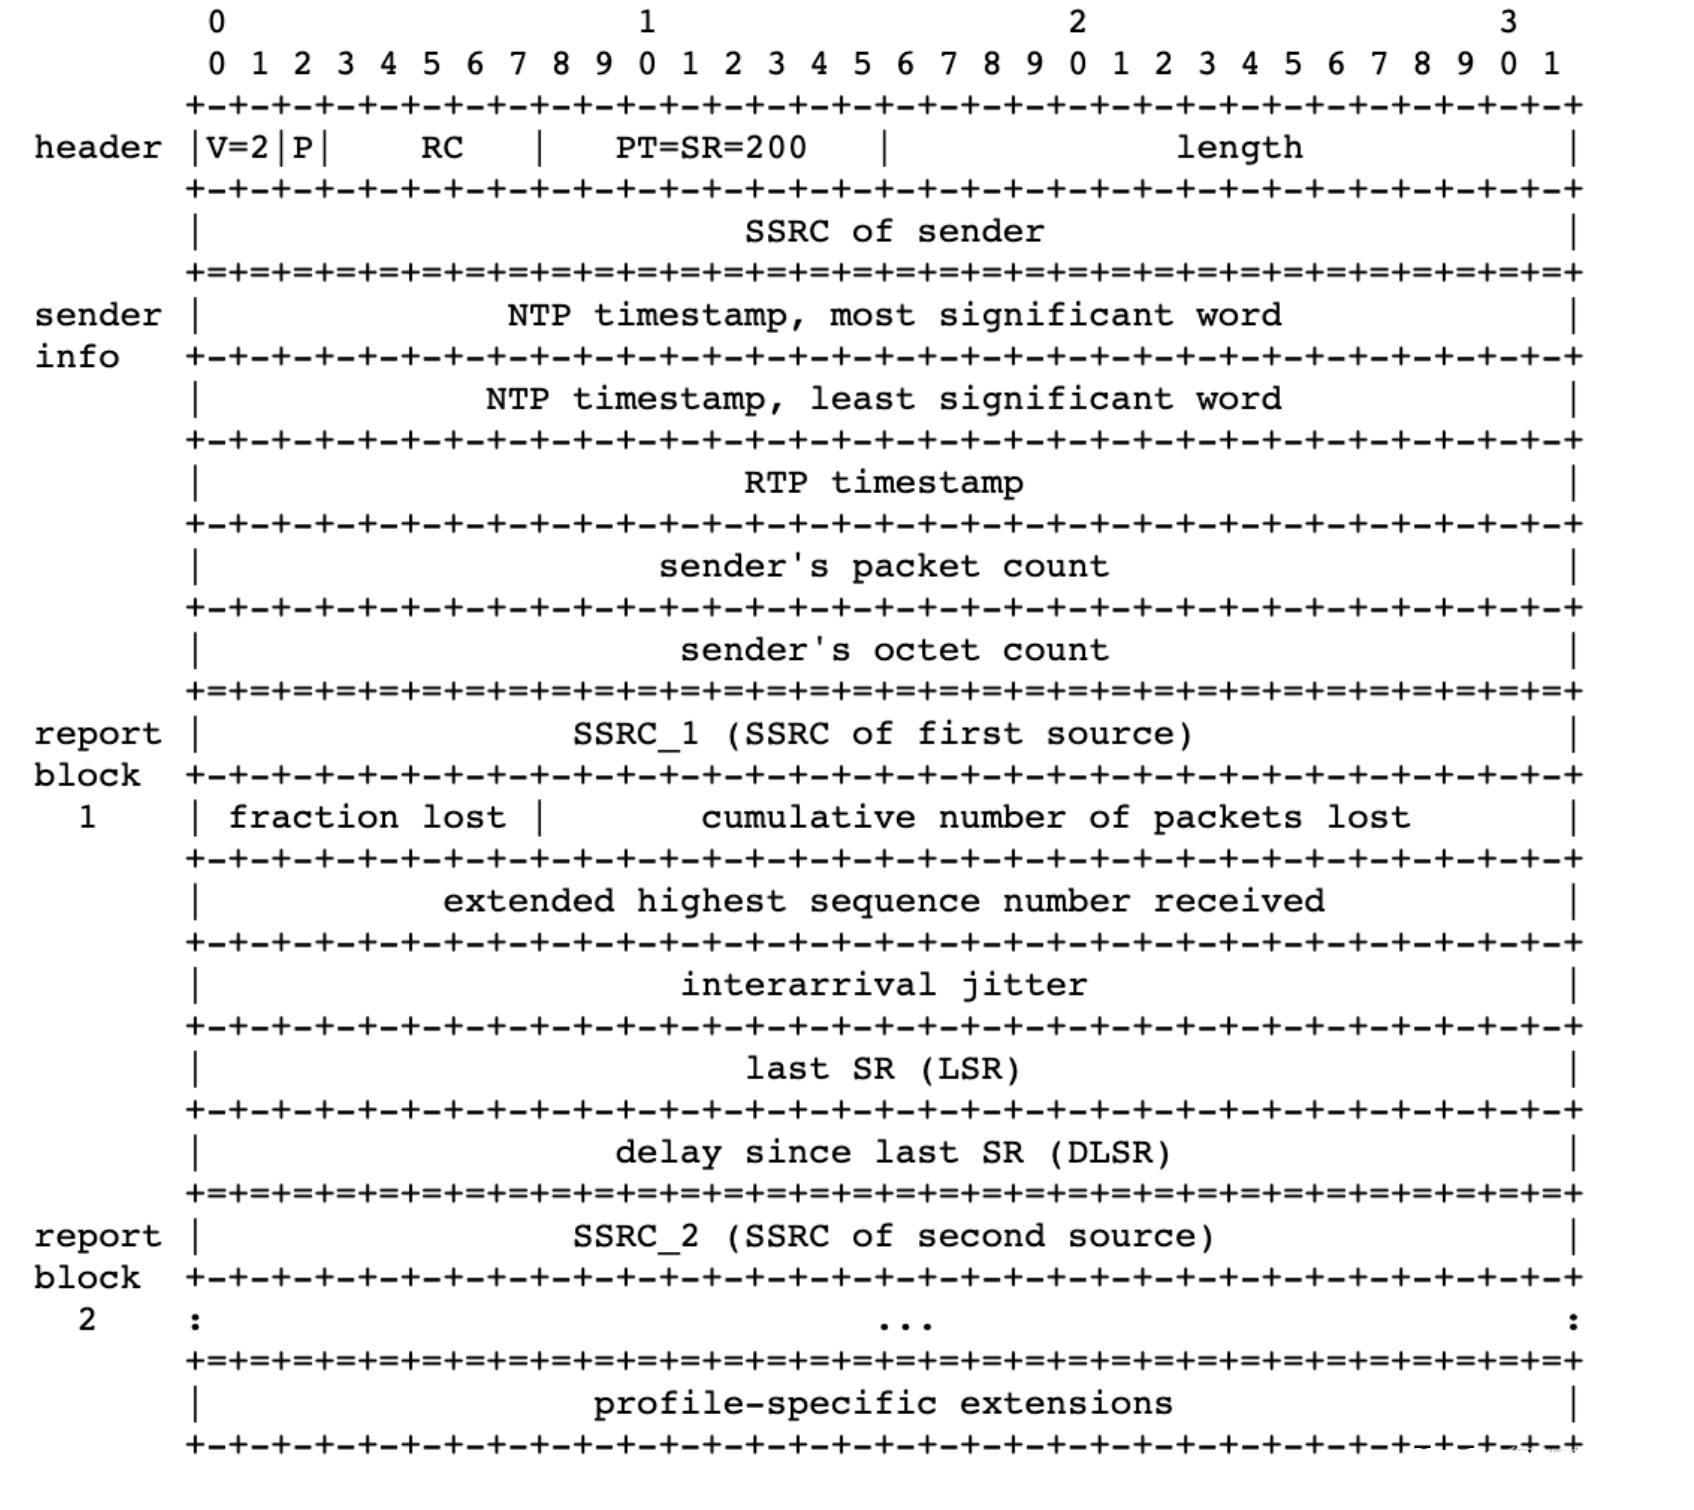 0 1 2 3
0 1 2 3 4 5 6 7 8 9 0 1 2 3 4 5 6 7 8 9 0 1 2 3 4 5 6 7 8 9 0 1
+-+-+-+-+-+-+-+-+-+-+-+-+-+-+-+-+-+-+-+-+-+-+-+-+-+-+-+-+-+-+-+-+
header |V=2|P| RC | PT=SR=200 | length |
+-+-+-+-+-+-+-+-+-+-+-+-+-+-+-+-+-+-+-+-+-+-+-+-+-+-+-+-+-+-+-+-+
| SSRC of sender |
+=+=+=+=+=+=+=+=+=+=+=+=+=+=+=+=+=+=+=+=+=+=+=+=+=+=+=+=+=+=+=+=+
sender | NTP timestamp, most significant word |
info +-+-+-+-+-+-+-+-+-+-+-+-+-+-+-+-+-+-+-+-+-+-+-+-+-+-+-+-+-+-+-+-+
| NTP timestamp, least significant word |
+-+-+-+-+-+-+-+-+-+-+-+-+-+-+-+-+-+-+-+-+-+-+-+-+-+-+-+-+-+-+-+-+
| RTP timestamp |
+-+-+-+-+-+-+-+-+-+-+-+-+-+-+-+-+-+-+-+-+-+-+-+-+-+-+-+-+-+-+-+-+
| sender's packet count |
+-+-+-+-+-+-+-+-+-+-+-+-+-+-+-+-+-+-+-+-+-+-+-+-+-+-+-+-+-+-+-+-+
| sender's octet count |
+=+=+=+=+=+=+=+=+=+=+=+=+=+=+=+=+=+=+=+=+=+=+=+=+=+=+=+=+=+=+=+=+
report | SSRC_1 (SSRC of first source) |
block +-+-+-+-+-+-+-+-+-+-+-+-+-+-+-+-+-+-+-+-+-+-+-+-+-+-+-+-+-+-+-+-+
1 | fraction lost | cumulative number of packets lost |
+-+-+-+-+-+-+-+-+-+-+-+-+-+-+-+-+-+-+-+-+-+-+-+-+-+-+-+-+-+-+-+-+
| extended highest sequence number received |
+-+-+-+-+-+-+-+-+-+-+-+-+-+-+-+-+-+-+-+-+-+-+-+-+-+-+-+-+-+-+-+-+
| interarrival jitter |
+-+-+-+-+-+-+-+-+-+-+-+-+-+-+-+-+-+-+-+-+-+-+-+-+-+-+-+-+-+-+-+-+
| last SR (LSR) |
+-+-+-+-+-+-+-+-+-+-+-+-+-+-+-+-+-+-+-+-+-+-+-+-+-+-+-+-+-+-+-+-+
| delay since last SR (DLSR) |
+=+=+=+=+=+=+=+=+=+=+=+=+=+=+=+=+=+=+=+=+=+=+=+=+=+=+=+=+=+=+=+=+
report | SSRC_2 (SSRC of second source) |
block +-+-+-+-+-+-+-+-+-+-+-+-+-+-+-+-+-+-+-+-+-+-+-+-+-+-+-+-+-+-+-+-+
2 : ... :
+=+=+=+=+=+=+=+=+=+=+=+=+=+=+=+=+=+=+=+=+=+=+=+=+=+=+=+=+=+=+=+=+
| profile-specific extensions |
+-+-+-+-+-+-+-+-+-+-+-+-+-+-+-+-+-+-+-+-+-+-+-+-+-+-+-+-+-+-+-+-+